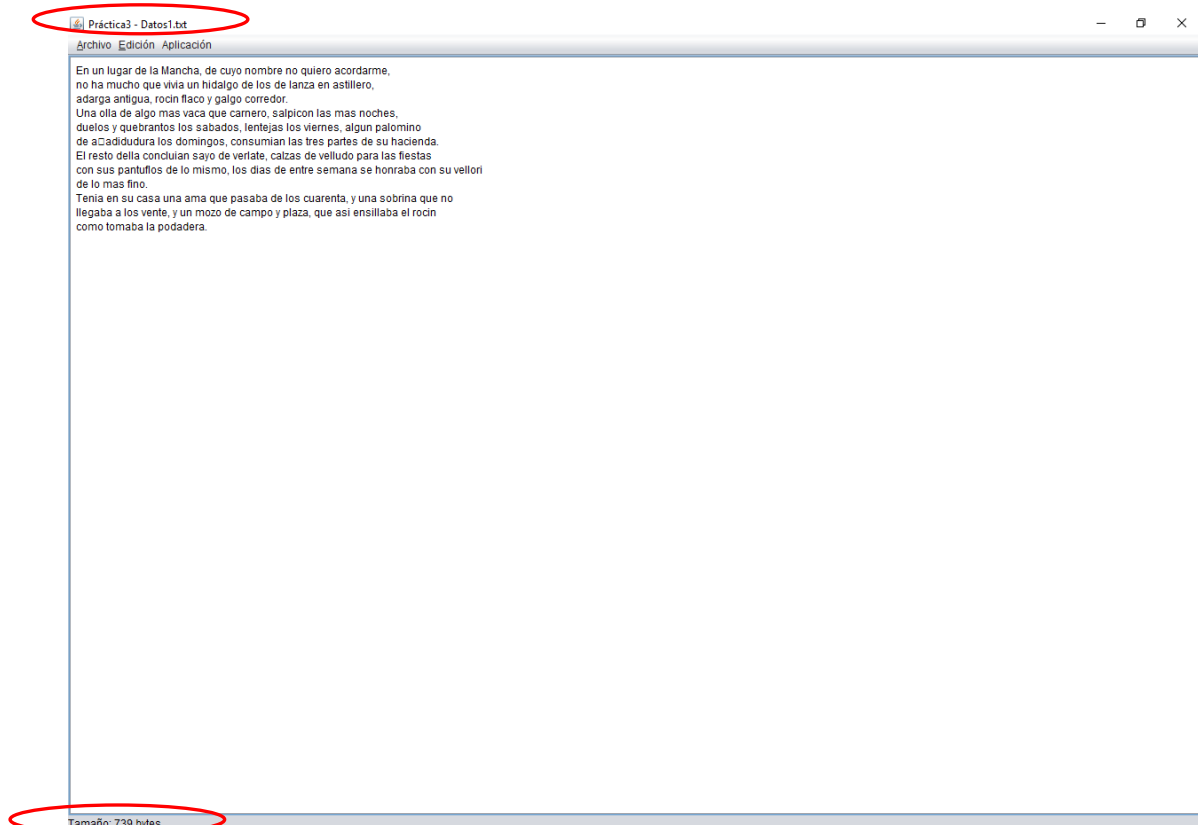 Práctica3 - Datos1.txt
Archivo Edición Aplicación
En un lugar de la Mancha, de cuyo nombre no quiero acordarme,
no ha mucho que vivia un hidalgo de los de lanza en astillero,
adarga antigua, rocin flaco y galgo corredor.
Una olla de algo mas vaca que carnero, salpicon las mas noches,
duelos y quebrantos los sabados, lentejas los viernes, algun palomino
de a□adidudura los domingos, consumian las tres partes de su hacienda.
El resto della concluian sayo de verlate, calzas de velludo para las fiestas
con sus pantuflos de lo mismo, los dias de entre semana se honraba con su vellori
de lo mas fino.
Tenia en su casa una ama que pasaba de los cuarenta, y una sobrina que no
llegaba a los vente, y un mozo de campo y plaza, que asi ensillaba el rocin
como tomaba la podadera.
Tamaño: 739 bytes